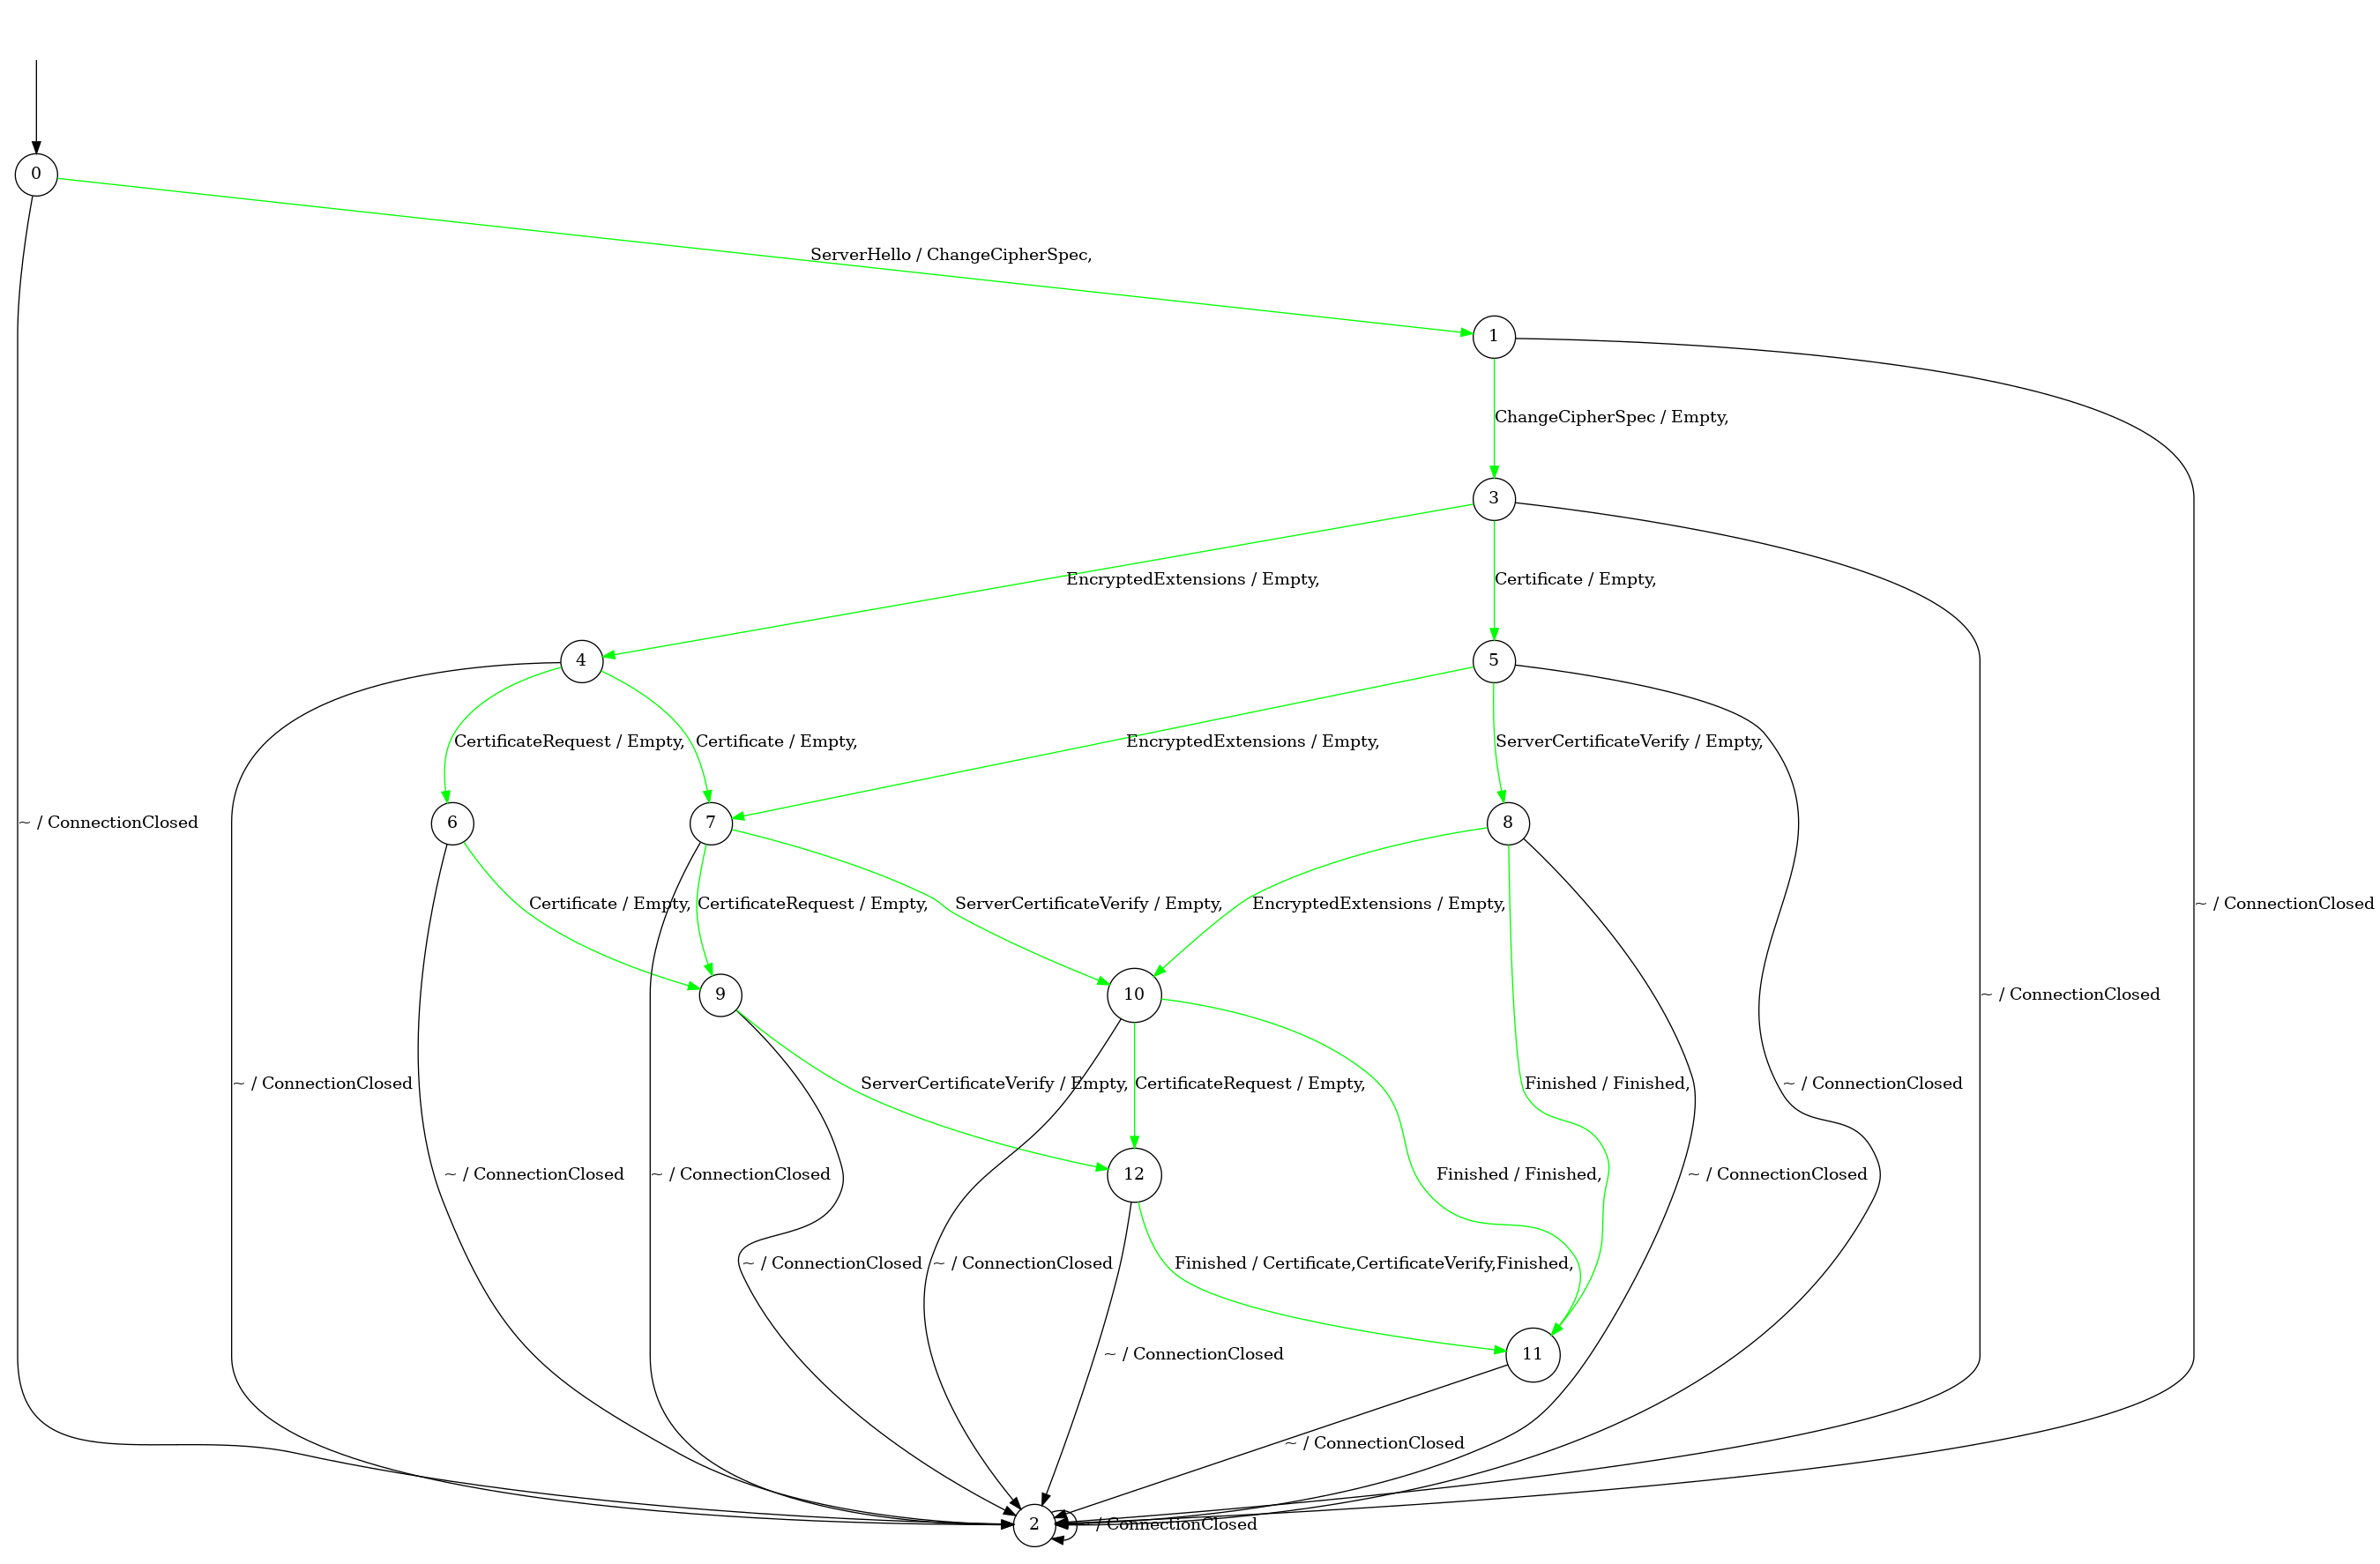 0
ServerHello / ChangeCipherSpec,
1
ChangeCipherSpec / Empty,
3
EncryptedExtensions / Empty,
Certificate / Empty,
4
5
CertificateRequest / Empty,
Certificate / Empty,
EncryptedExtensions / Empty,
ServerCertificateVerify / Empty,
~ / ConnectionClosed
6
7
8
Certificate / Empty,
CertificateRequest / Empty,
ServerCertificateVerify / Empty,
EncryptedExtensions / Empty,
~ / ConnectionClosed
9
10
~ / ConnectionClosed
~ / ConnectionClosed
ServerCertificateVerify / Empty,
CertificateRequest / Empty,
Finished / Finished,
~ / ConnectionClosed
~ / ConnectionClosed
~ / ConnectionClosed
12
Finished / Finished,
~ / ConnectionClosed
~ / ConnectionClosed
~ / ConnectionClosed
Finished / Certificate,CertificateVerify,Finished,
~ / ConnectionClosed
11
~ / ConnectionClosed
2
/ ConnectionClosed